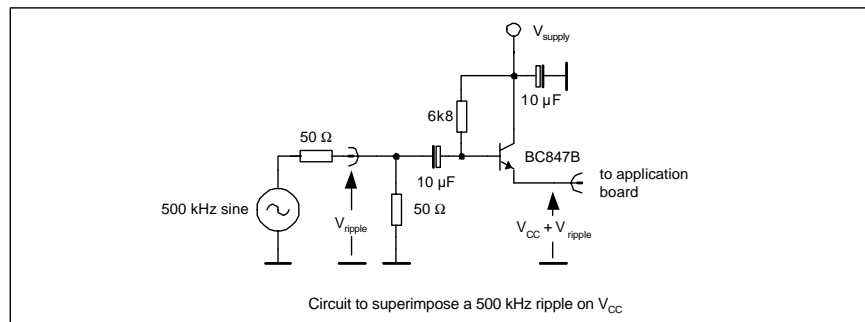 V supply
10 µF
6k8
50 Ω
BC847B
to application
board
10 µF
500 kHz sine
V ripple
50 Ω
V CC + V ripple
Circuit to superimpose a 500 kHz ripple on V CC